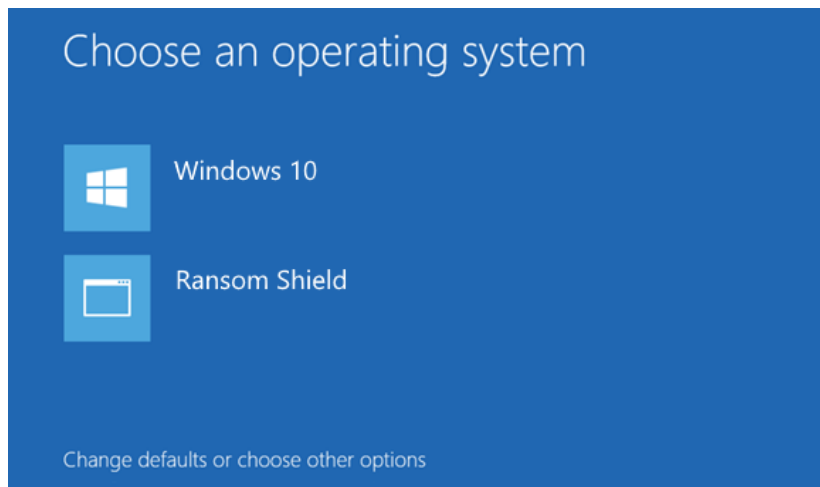 Choose an operating system
Windows 10
Ransom Shield
Change defaults or choose other options